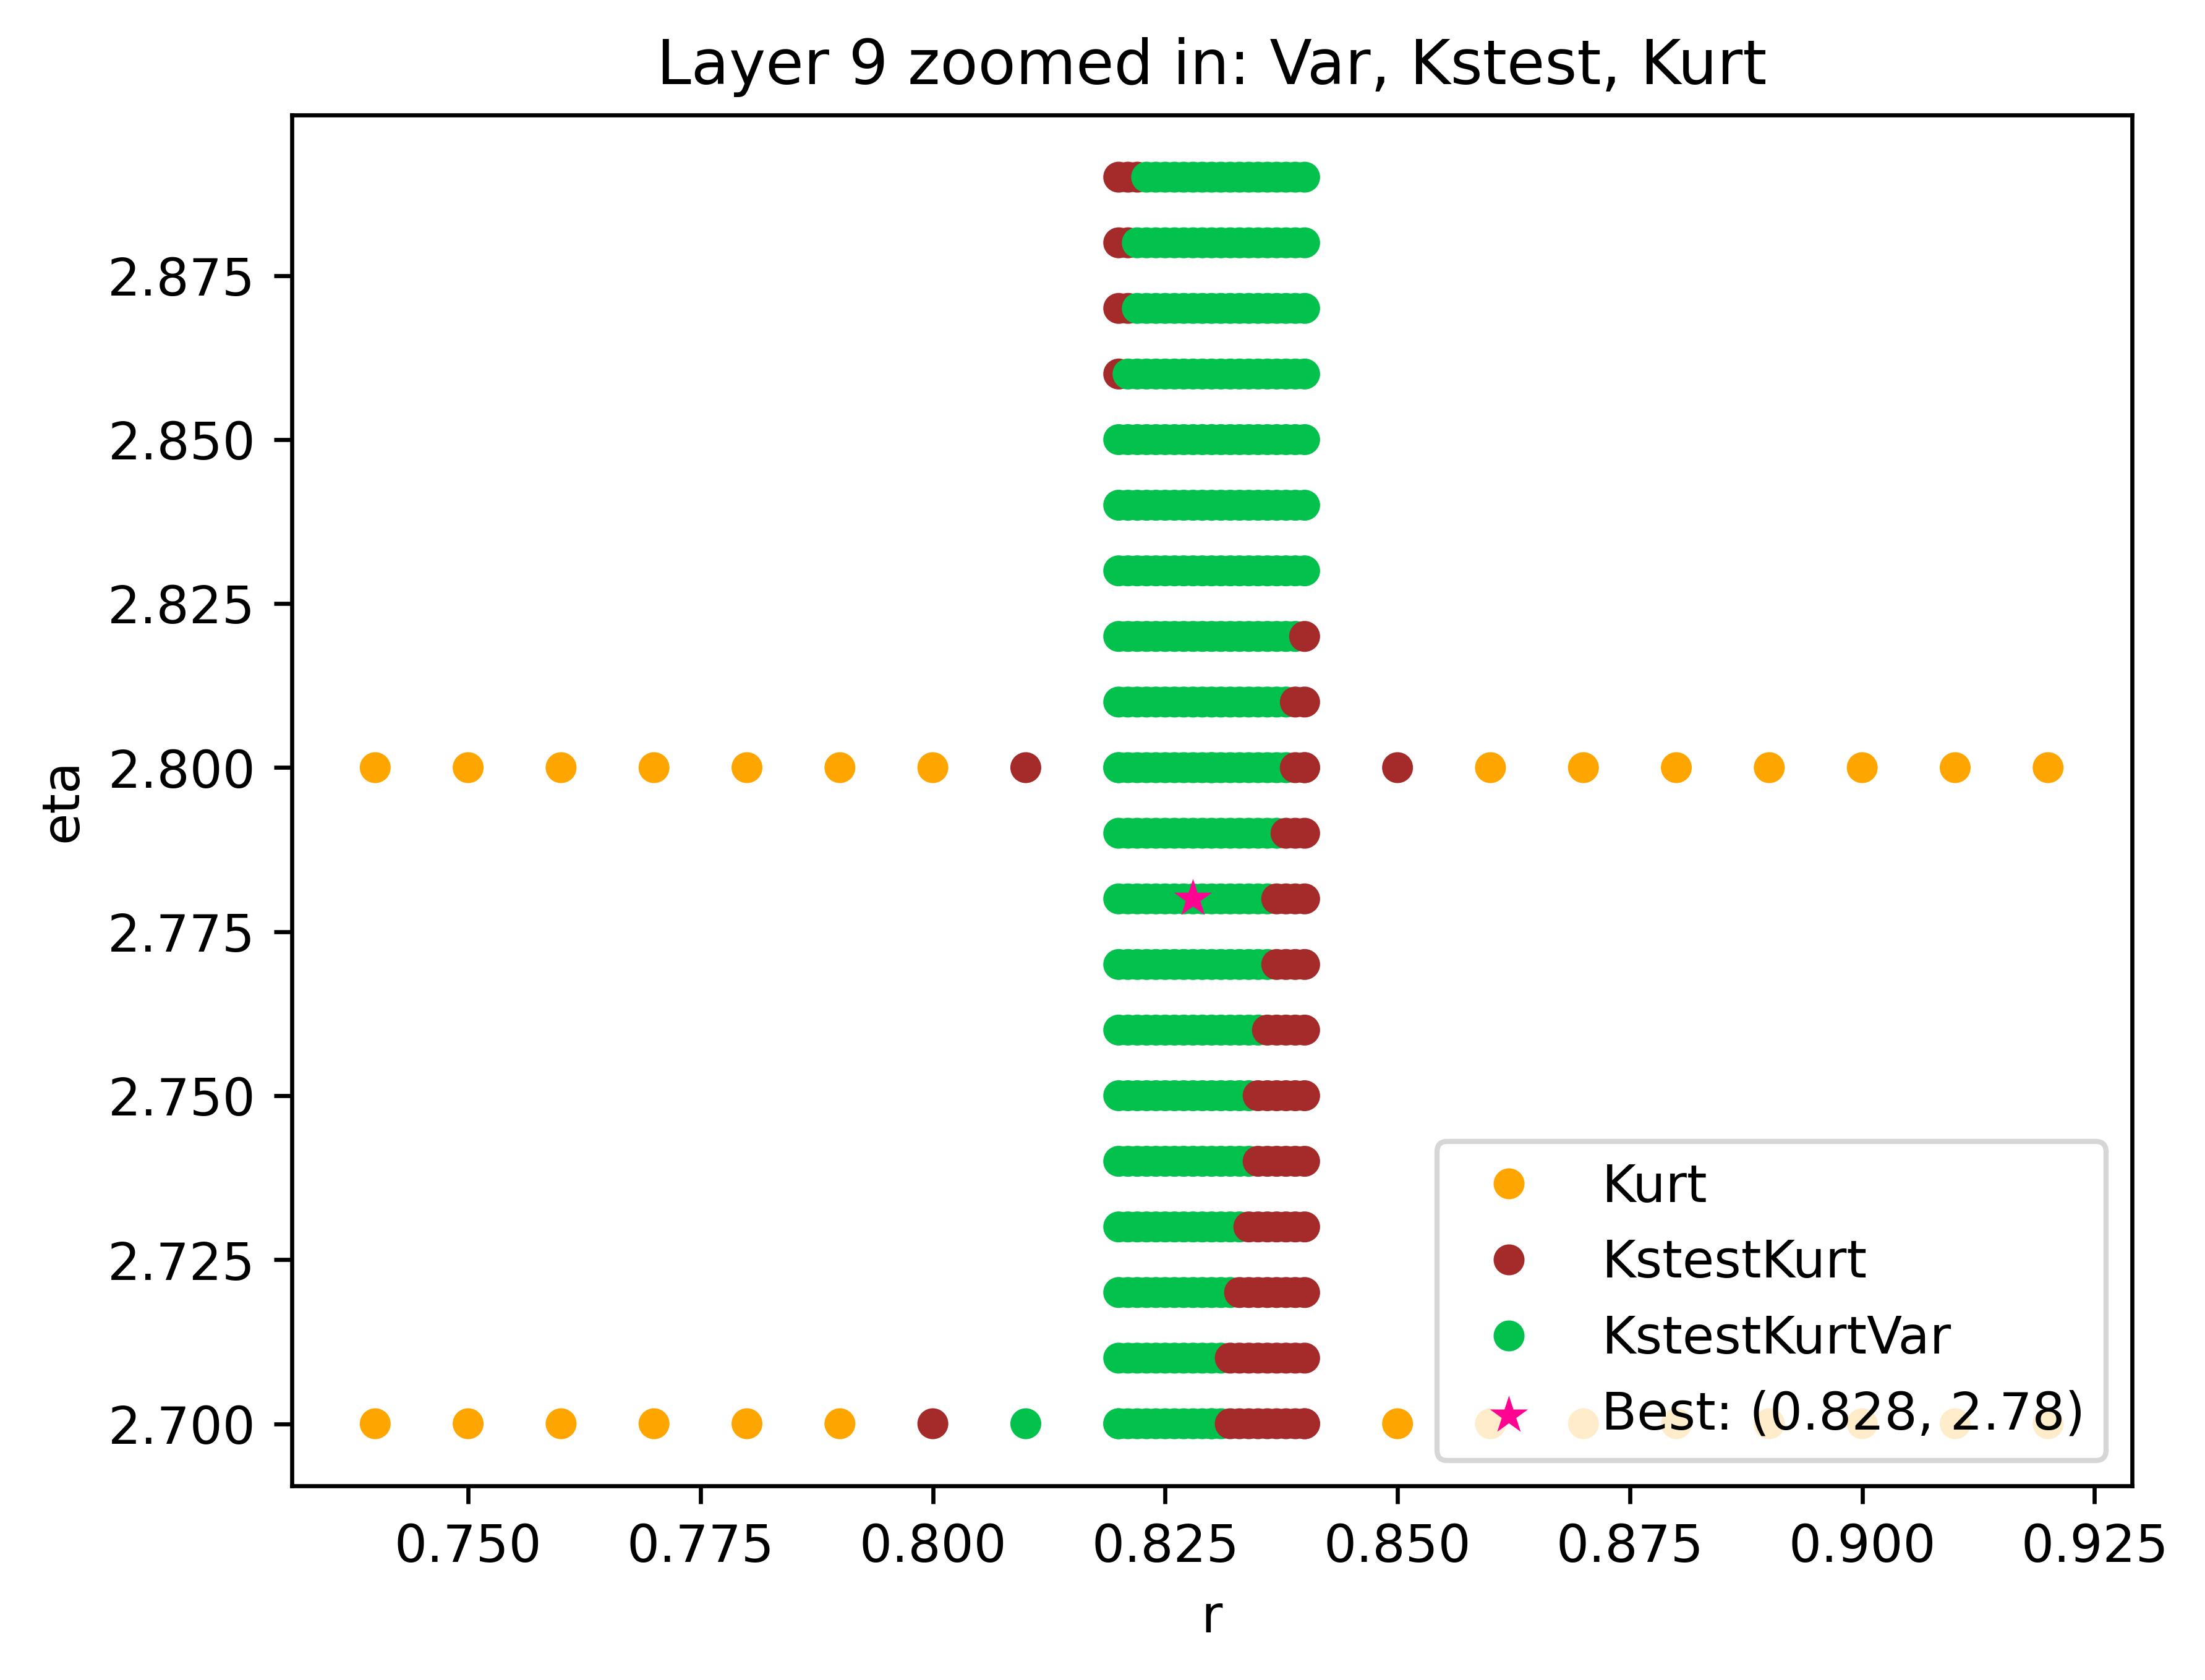 Layer 9 zoomed in: Var, Kstest, Kurt
eta
2.875
2.850
2.825
2.800
2.775
2.750
2.725
2.700
Kurt
KstestKurt
KstestKurtVar
Best: (0.828, 2.78)
0.750 0.775 0.800 0.825 0.850 0.875 0.900 0.925
r